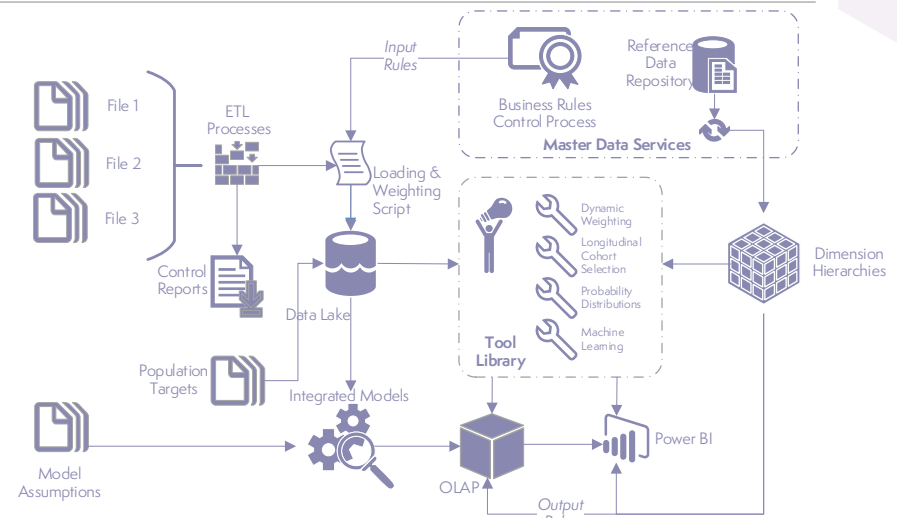 Input
Rules
Reference
Data
Repository
Business Rules
Control Process
Master Data Services
File 1
File 2
File 3
ETL
Processes
Loading &
Weighting
Script
Control
Reports
Data Lake
Population
Targets
Dynamic
Weighting
Longitudinal
Cohort
Selection
Probability
Distributions
Machine
Learning
Tool
Library
Dimension
Hierarchies
Integrated Models
Model
Assumptions
OLAP
Power BI
Output